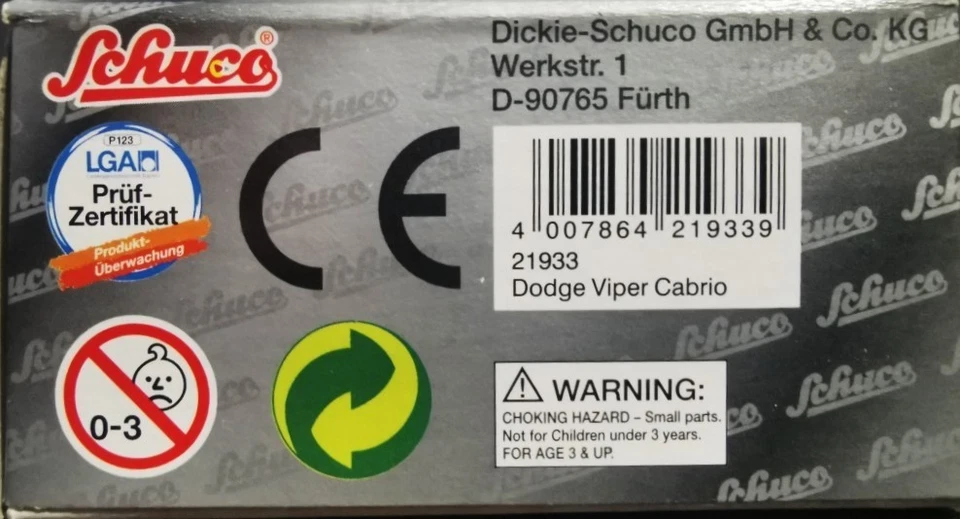 Schuco®
Dickie-Schuco GmbH & Co. KG
Werkstr. 1
D-90765 Fürth
P123
LGA
Prüf-
Zertifikat
Produkt-
Überwachung
CE
4 007864 219339
21933
Dodge Viper Cabrio
0-3
WARNING:
CHOKING HAZARD – Small parts.
Not for Children under 3 years.
FOR AGE 3 & UP.